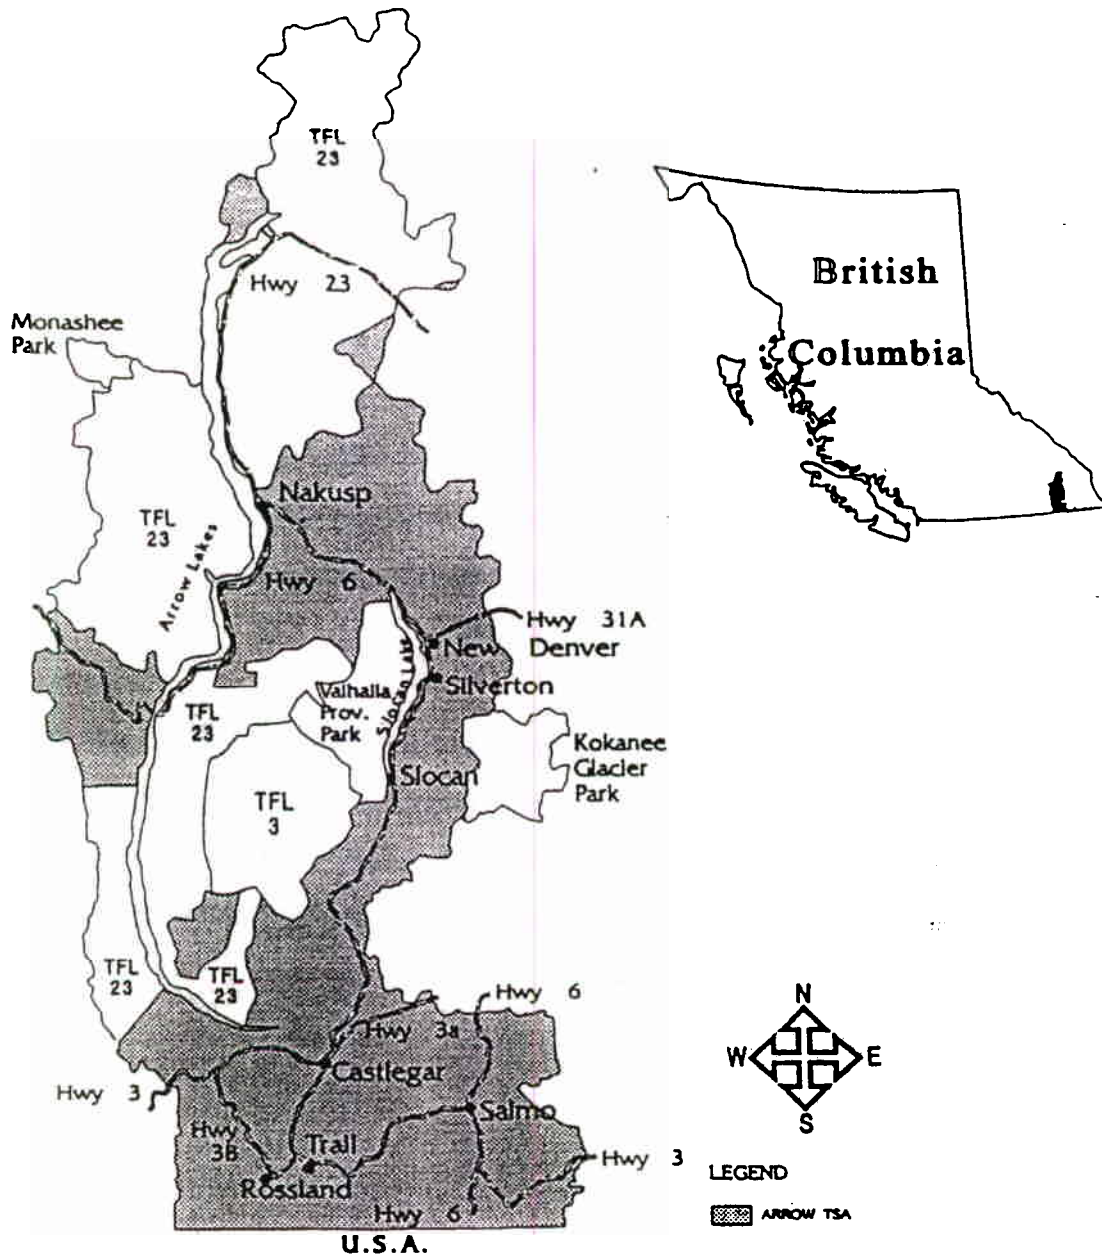 TFL
23
British
Columbia
Hwy 23
Monashee
Park
Nakusp
TFL
23
Arrow Lakes
Hwy 6
Hwy 31A
New Denver
Silverton
Valhalla
Prov.
Park
Slocan Lake
TFL
23
Kokanee
Glacier
Park
Slocan
TFL
3
TFL
23
TFL
23
Hwy 6
Hwy 3a
N
W E
S
Castlegar
Hwy 3
Salmo
Hwy
3B
Trail
Hwy 3
Rossland
Hwy 6
LEGEND
ARROW TSA
U.S.A.